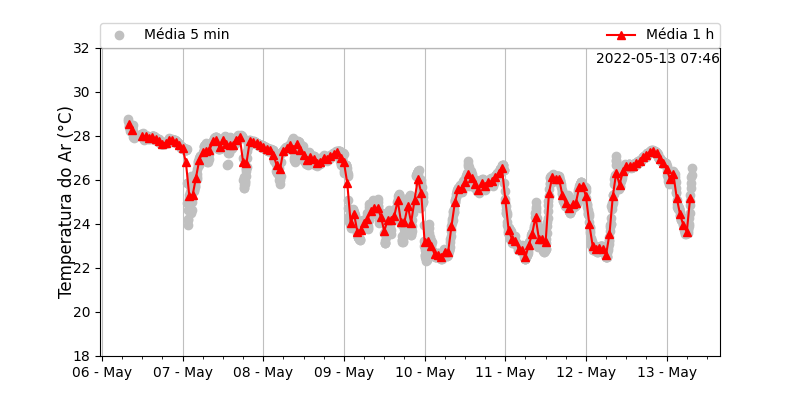 Média 5 min
Média 1 h
2022-05-13 07:46
Temperatura do Ar (°C)
32
30
28
26
24
22
20
18
06 - May
07 - May
08 - May
09 - May
10 - May
11 - May
12 - May
13 - May